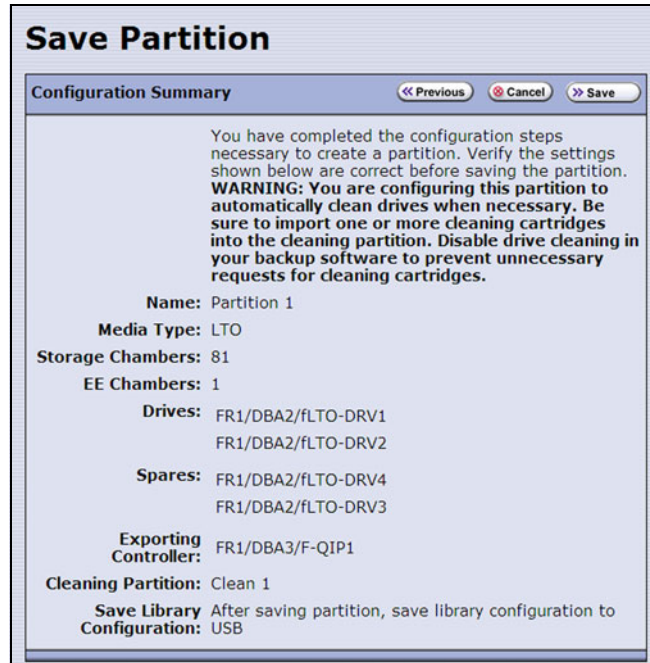 Save Partition
Configuration Summary
Previous
Cancel
Save
You have completed the configuration steps
necessary to create a partition. Verify the settings
shown below are correct before saving the partition.
WARNING: You are configuring this partition to
automatically clean drives when necessary. Be
sure to import one or more cleaning cartridges
into the cleaning partition. Disable drive cleaning in
your backup software to prevent unnecessary
requests for cleaning cartridges.
Name: Partition 1
Media Type: LTO
Storage Chambers: 81
EE Chambers: 1
Drives: FR1/DBA2/fLTO-DRV1
FR1/DBA2/fLTO-DRV2
Spares: FR1/DBA2/fLTO-DRV4
FR1/DBA2/fLTO-DRV3
Exporting
Controller: FR1/DBA3/F-QIP1
Cleaning Partition: Clean 1
Save Library After saving partition, save library configuration to
Configuration: USB